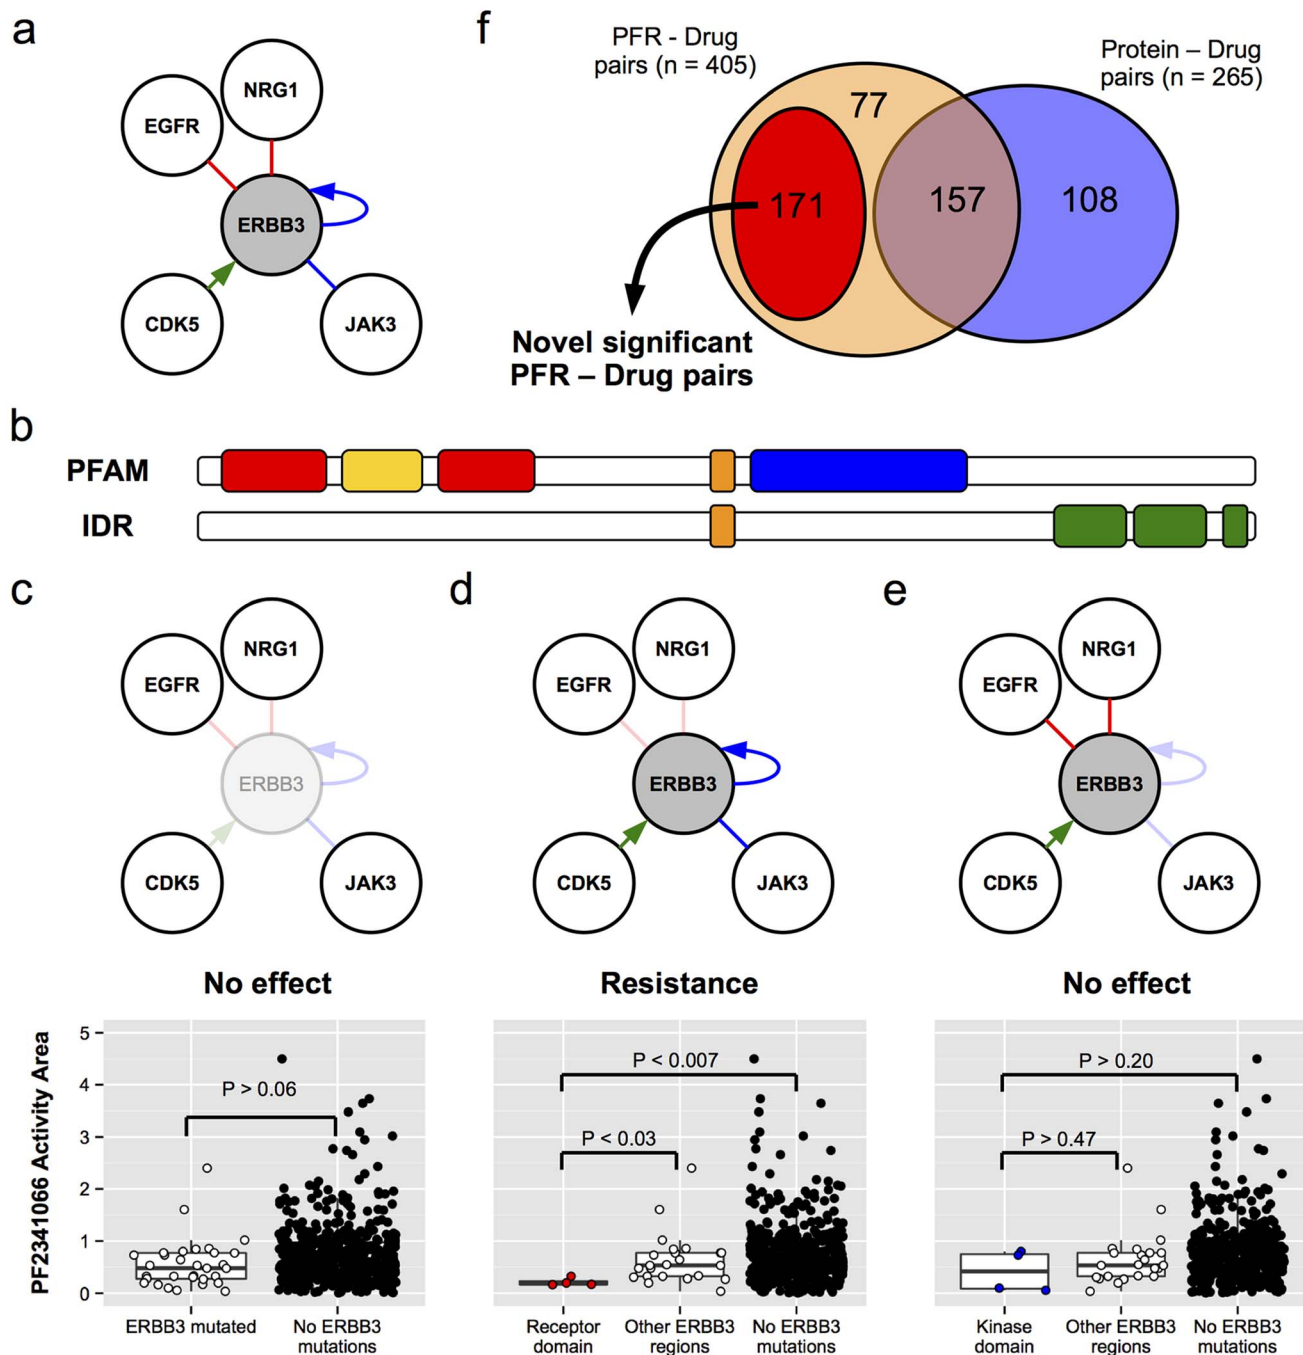 a
NRG1
EGFR
ERBB3
CDK5
JAK3
f
PFR - Drug
pairs (n = 405)
Protein – Drug
pairs (n = 265)
77
171
157
108
Novel significant
PFR – Drug pairs
b
PFAM
IDR
c
NRG1
EGFR
ERBB3
CDK5
JAK3
d
NRG1
EGFR
ERBB3
CDK5
JAK3
e
NRG1
EGFR
ERBB3
CDK5
JAK3
No effect
Resistance
No effect
PF2341066 Activity Area
5
4
3
2
1
0
P > 0.06
ERBB3 mutated
No ERBB3
mutations
P < 0.007
P < 0.03
Receptor
domain
Other ERBB3
regions
No ERBB3
mutations
P > 0.20
P > 0.47
Kinase
domain
Other ERBB3
regions
No ERBB3
mutations